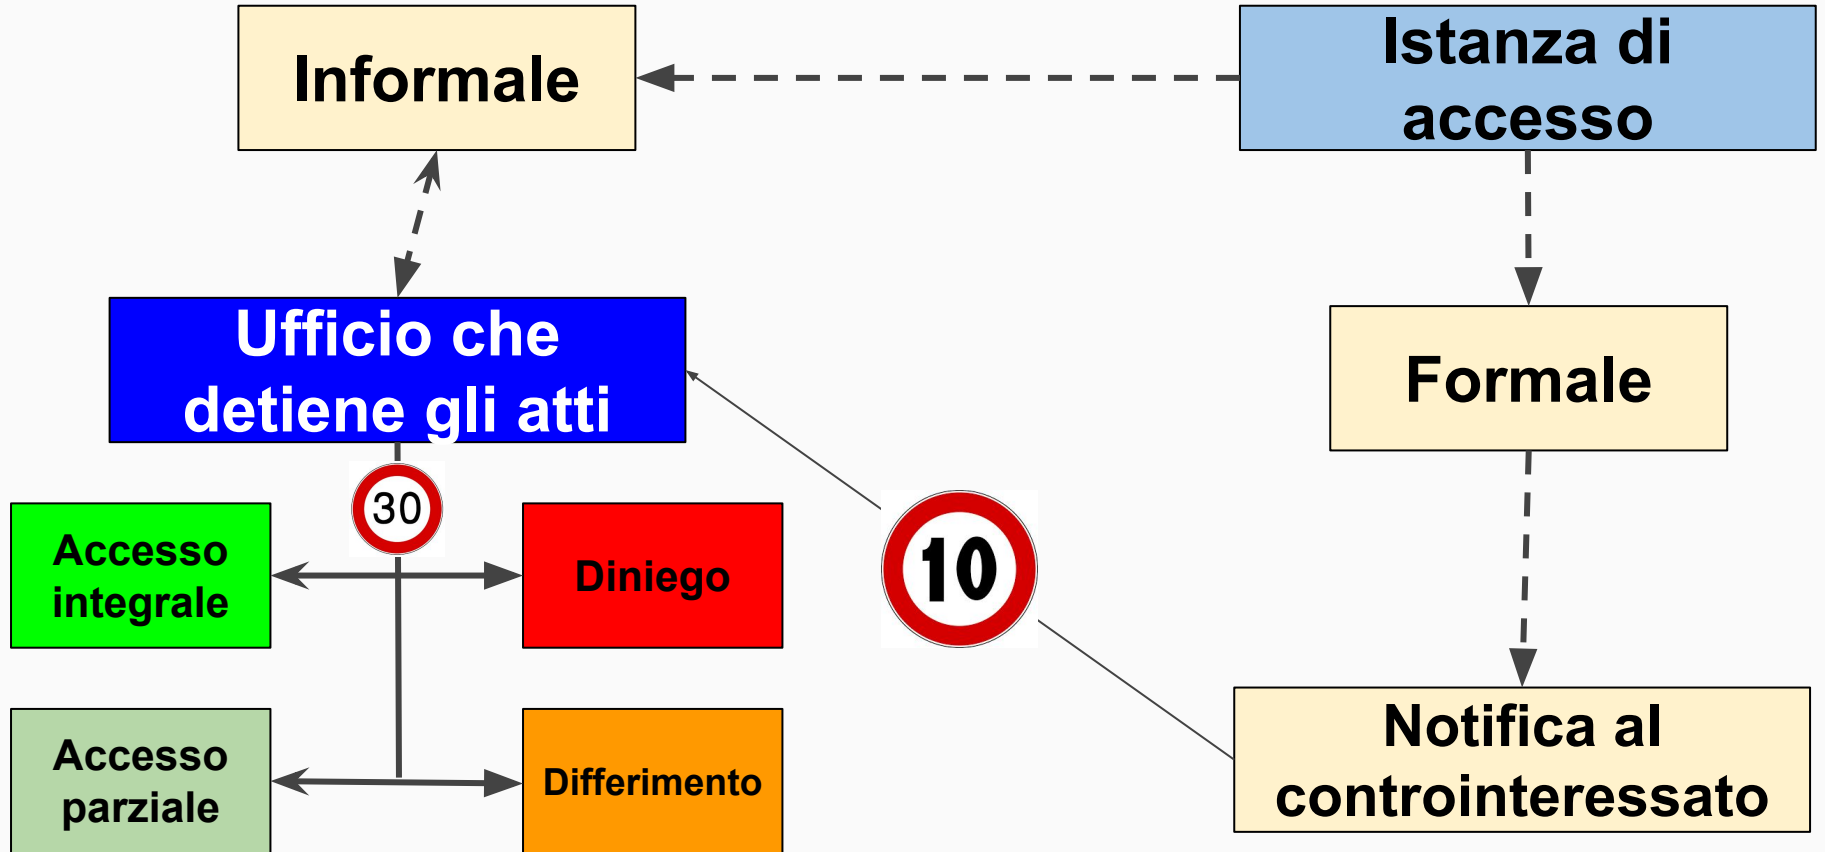 Informale
Istanza di
accesso
Ufficio che
detiene gli atti
Formale
30
Accesso
integrale
Diniego
10
Accesso
parziale
Differimento
Notifica al
controinteressato